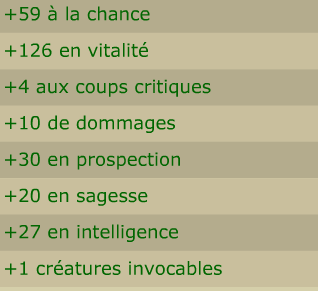 +59 à la chance
+126 en vitalité
+4 aux coups critiques
+10 de dommages
+30 en prospection
+20 en sagesse
+27 en intelligence
+1 créatures invocables